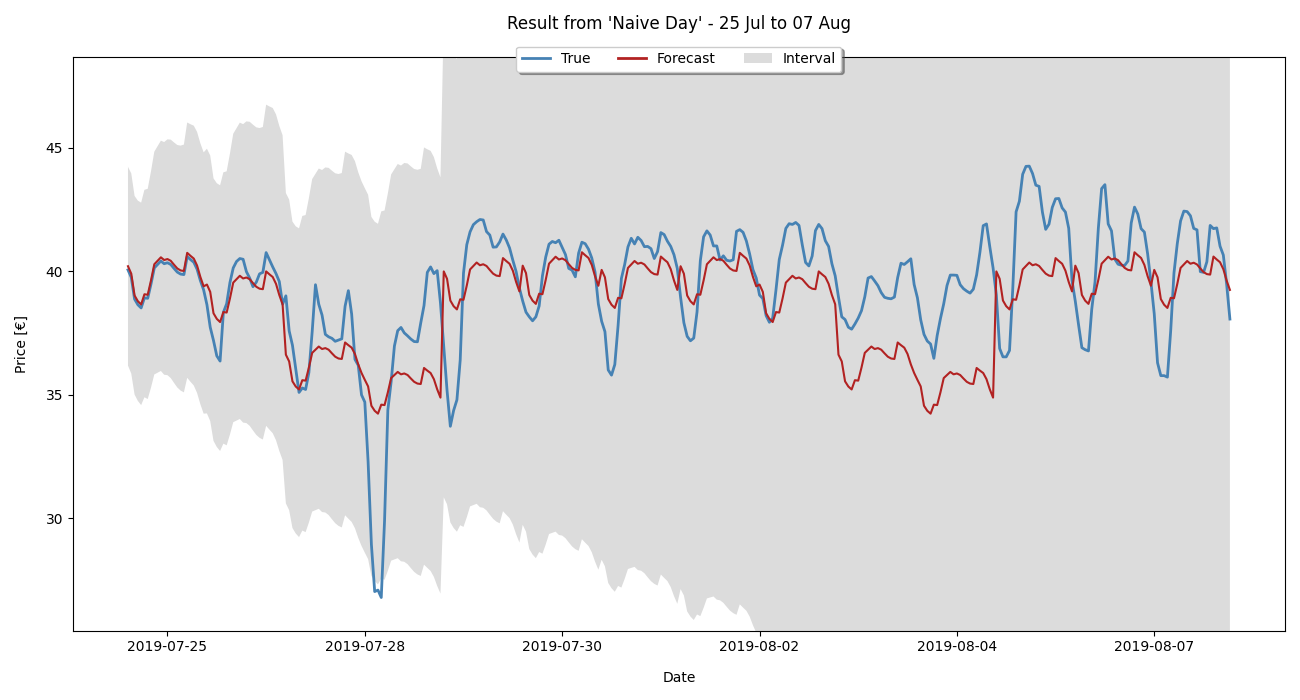 Result from 'Naive Day' - 25 Jul to 07 Aug
True Forecast Interval
Price [€]
45
40
35
30
2019-07-25 2019-07-28 2019-07-30 2019-08-02 2019-08-04 2019-08-07
Date